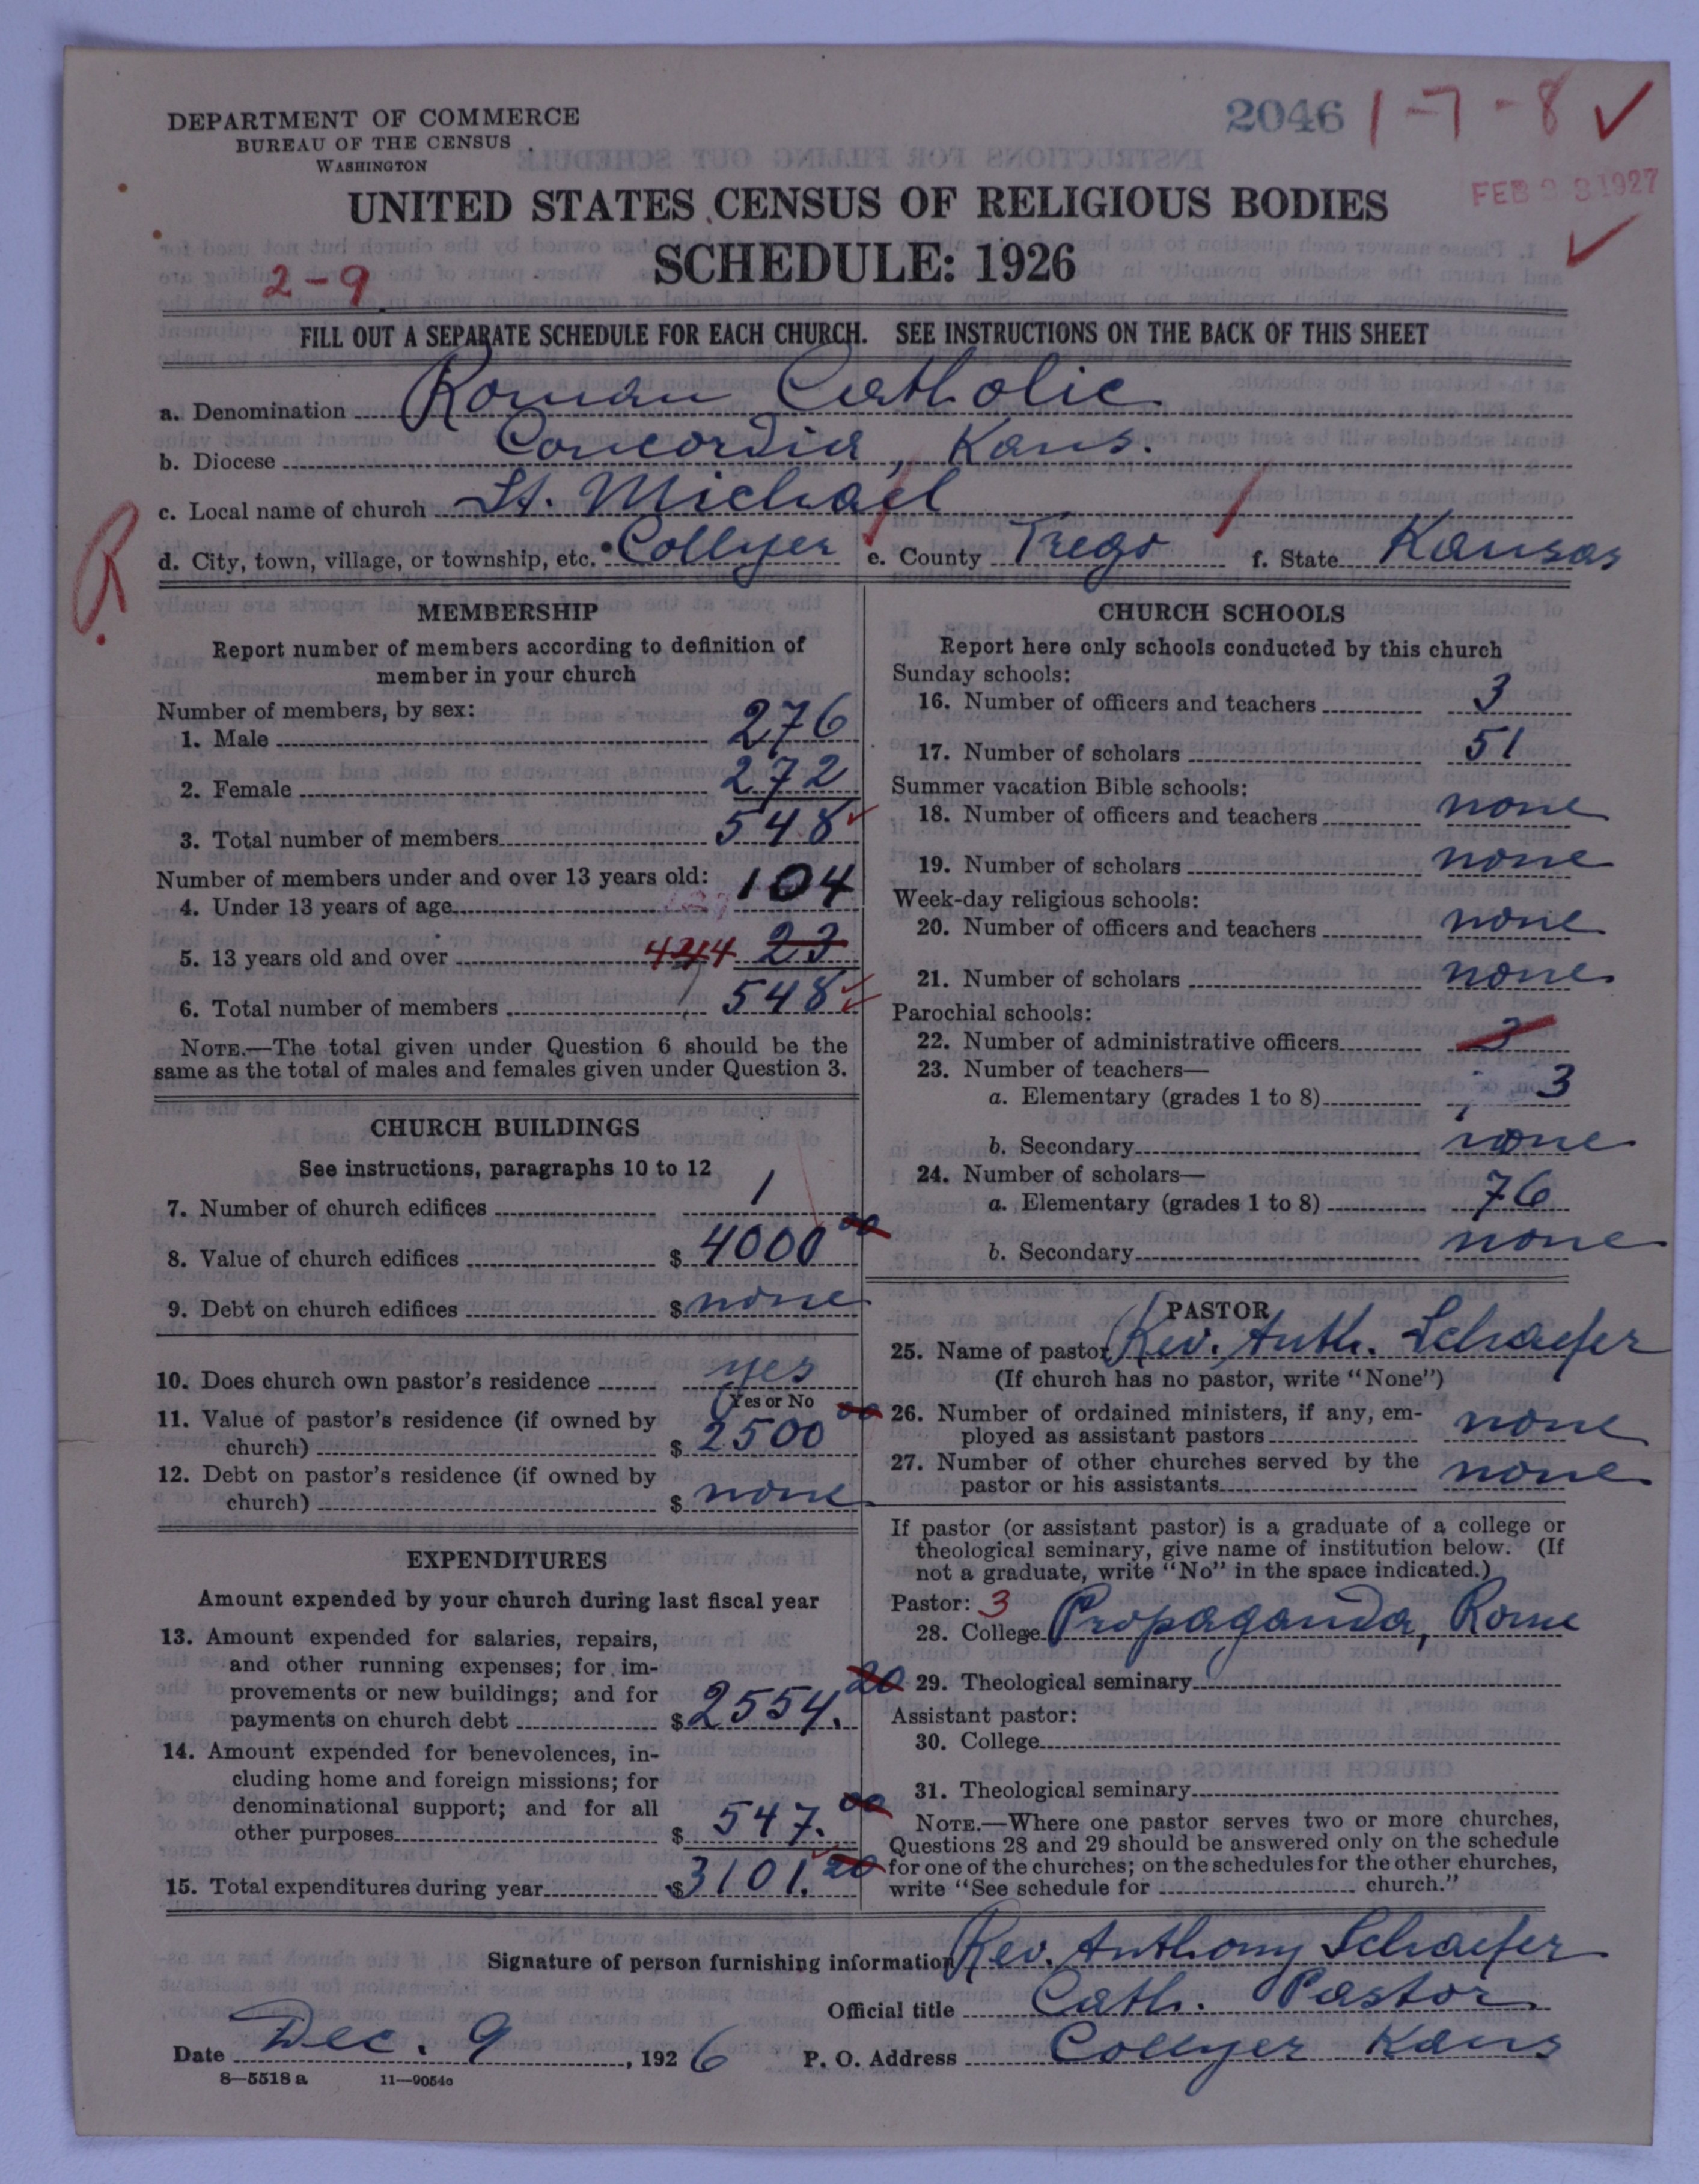 DEPARTMENT OF COMMERCE
BUREAU OF THE CENSUS
WASHINGTON
2046 1-7-8 ✓
FEB 23 1927
UNITED STATES CENSUS OF RELIGIOUS BODIES
SCHEDULE: 1926
2-9
FILL OUT A SEPARATE SCHEDULE FOR EACH CHURCH. SEE INSTRUCTIONS ON THE BACK OF THIS SHEET
a. Denomination Roman Catholic
b. Diocese Concordia, Kans.
c. Local name of church St. Michael
d. City, town, village, or township, etc. Collyer e. County Trego f. State Kansas
R.
MEMBERSHIP
Report number of members according to definition of
member in your church
Number of members, by sex:
1. Male 276
2. Female 272
3. Total number of members 548
Number of members under and over 13 years old:
4. Under 13 years of age 104
5. 13 years old and over 444 23
6. Total number of members 548
NOTE.—The total given under Question 6 should be the
same as the total of males and females given under Question 3.
CHURCH BUILDINGS
See instructions, paragraphs 10 to 12
7. Number of church edifices 1
8. Value of church edifices $ 4000 00
9. Debt on church edifices $ none
10. Does church own pastor's residence yes
(Yes or No
11. Value of pastor's residence (if owned by
church) $ 2500 00
12. Debt on pastor's residence (if owned by
church) $ none
EXPENDITURES
Amount expended by your church during last fiscal year
13. Amount expended for salaries, repairs,
and other running expenses; for im-
provements or new buildings; and for
payments on church debt $ 2554. 20
14. Amount expended for benevolences, in-
cluding home and foreign missions; for
denominational support; and for all
other purposes $ 547. 00
15. Total expenditures during year $ 3101. 20
CHURCH SCHOOLS
Report here only schools conducted by this church
Sunday schools:
16. Number of officers and teachers 3
17. Number of scholars 51
Summer vacation Bible schools:
18. Number of officers and teachers none
19. Number of scholars none
Week-day religious schools:
20. Number of officers and teachers none
21. Number of scholars none
Parochial schools:
22. Number of administrative officers
23. Number of teachers—
a. Elementary (grades 1 to 8) 3
b. Secondary none
24. Number of scholars—
a. Elementary (grades 1 to 8) 76
b. Secondary none
PASTOR
25. Name of pastor Rev. Anth. Schaefer
(If church has no pastor, write "None")
26. Number of ordained ministers, if any, em-
ployed as assistant pastors none
27. Number of other churches served by the
pastor or his assistants none
If pastor (or assistant pastor) is a graduate of a college or
theological seminary, give name of institution below. (If
not a graduate, write "No" in the space indicated.)
Pastor: 3
28. College Propaganda, Rome
29. Theological seminary
Assistant pastor:
30. College
31. Theological seminary
NOTE.—Where one pastor serves two or more churches,
Questions 28 and 29 should be answered only on the schedule
for one of the churches; on the schedules for the other churches,
write "See schedule for church."
Signature of person furnishing information Rev. Anthony Schaefer
Official title Cath. Pastor
Date Dec. 9, 1926 P. O. Address Collyer Kans
8—5518 a 11—9054c